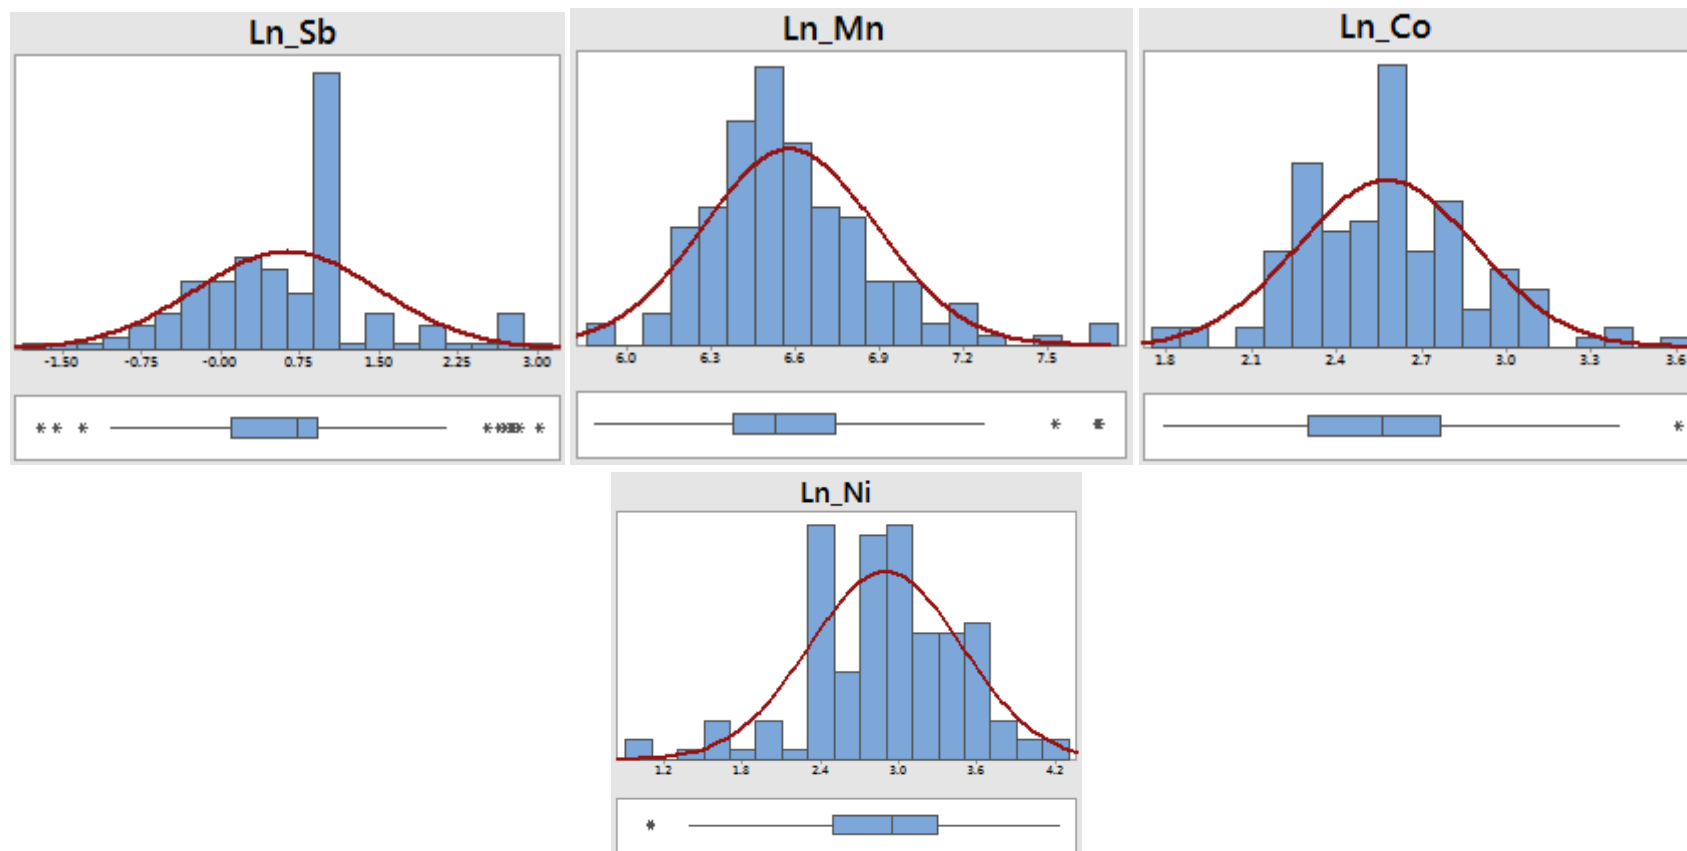 Ln_Sb
-1.50 -0.75 -0.00 0.75 1.50 2.25 3.00
Ln_Mn
6.0 6.3 6.6 6.9 7.2 7.5
Ln_Co
1.8 2.1 2.4 2.7 3.0 3.3 3.6
Ln_Ni
1.2 1.8 2.4 3.0 3.6 4.2